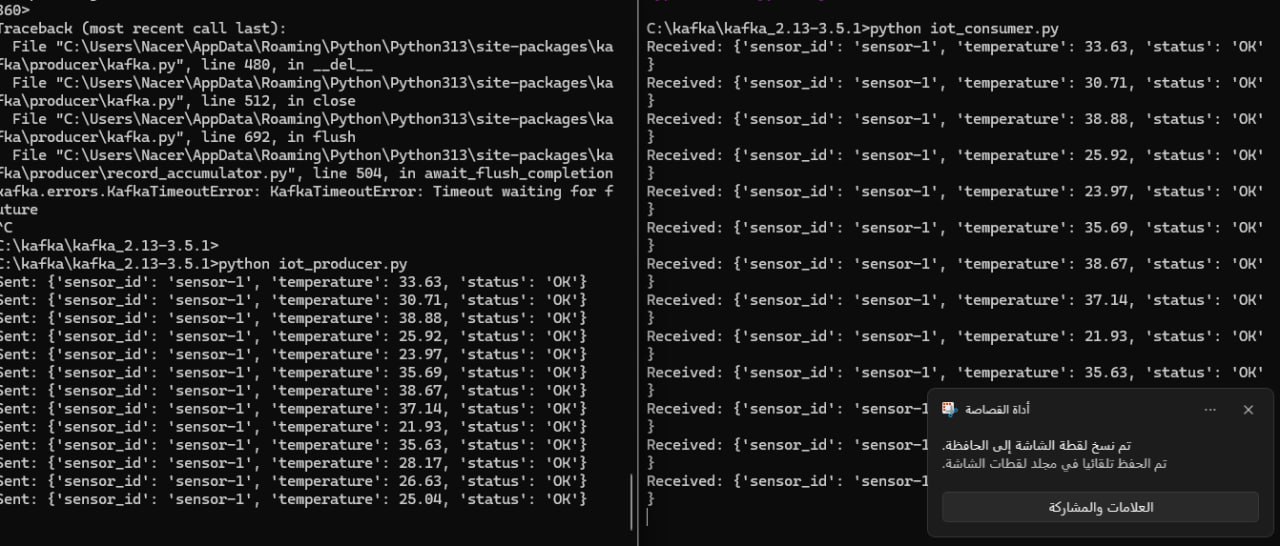 360>
Traceback (most recent call last):
File "C:\Users\Nacer\AppData\Roaming\Python\Python313\site-packages\ka
fka\producer\kafka.py", line 480, in __del__
File "C:\Users\Nacer\AppData\Roaming\Python\Python313\site-packages\ka
fka\producer\kafka.py", line 512, in close
File "C:\Users\Nacer\AppData\Roaming\Python\Python313\site-packages\ka
fka\producer\kafka.py", line 692, in flush
File "C:\Users\Nacer\AppData\Roaming\Python\Python313\site-packages\ka
fka\producer\record_accumulator.py", line 504, in await_flush_completion
kafka.errors.KafkaTimeoutError: KafkaTimeoutError: Timeout waiting for f
uture
^C
C:\kafka\kafka_2.13-3.5.1>
C:\kafka\kafka_2.13-3.5.1>python iot_producer.py
Sent: {'sensor_id': 'sensor-1', 'temperature': 33.63, 'status': 'OK'}
Sent: {'sensor_id': 'sensor-1', 'temperature': 30.71, 'status': 'OK'}
Sent: {'sensor_id': 'sensor-1', 'temperature': 38.88, 'status': 'OK'}
Sent: {'sensor_id': 'sensor-1', 'temperature': 25.92, 'status': 'OK'}
Sent: {'sensor_id': 'sensor-1', 'temperature': 23.97, 'status': 'OK'}
Sent: {'sensor_id': 'sensor-1', 'temperature': 35.69, 'status': 'OK'}
Sent: {'sensor_id': 'sensor-1', 'temperature': 38.67, 'status': 'OK'}
Sent: {'sensor_id': 'sensor-1', 'temperature': 37.14, 'status': 'OK'}
Sent: {'sensor_id': 'sensor-1', 'temperature': 21.93, 'status': 'OK'}
Sent: {'sensor_id': 'sensor-1', 'temperature': 35.63, 'status': 'OK'}
Sent: {'sensor_id': 'sensor-1', 'temperature': 28.17, 'status': 'OK'}
Sent: {'sensor_id': 'sensor-1', 'temperature': 26.63, 'status': 'OK'}
Sent: {'sensor_id': 'sensor-1', 'temperature': 25.04, 'status': 'OK'}
C:\kafka\kafka_2.13-3.5.1>python iot_consumer.py
Received: {'sensor_id': 'sensor-1', 'temperature': 33.63, 'status': 'OK'
}
Received: {'sensor_id': 'sensor-1', 'temperature': 30.71, 'status': 'OK'
}
Received: {'sensor_id': 'sensor-1', 'temperature': 38.88, 'status': 'OK'
}
Received: {'sensor_id': 'sensor-1', 'temperature': 25.92, 'status': 'OK'
}
Received: {'sensor_id': 'sensor-1', 'temperature': 23.97, 'status': 'OK'
}
Received: {'sensor_id': 'sensor-1', 'temperature': 35.69, 'status': 'OK'
}
Received: {'sensor_id': 'sensor-1', 'temperature': 38.67, 'status': 'OK'
}
Received: {'sensor_id': 'sensor-1', 'temperature': 37.14, 'status': 'OK'
}
Received: {'sensor_id': 'sensor-1', 'temperature': 21.93, 'status': 'OK'
}
Received: {'sensor_id': 'sensor-1', 'temperature': 35.63, 'status': 'OK'
}
Received: {'sensor_id': 'sensor-1
}
Received: {'sensor_id': 'sensor-1
}
Received: {'sensor_id': 'sensor-1
}
أداة القصاصة
تم نسخ لقطة الشاشة إلى الحافظة.
تم الحفظ تلقائيا في مجلد لقطات الشاشة.
العلامات والمشاركة